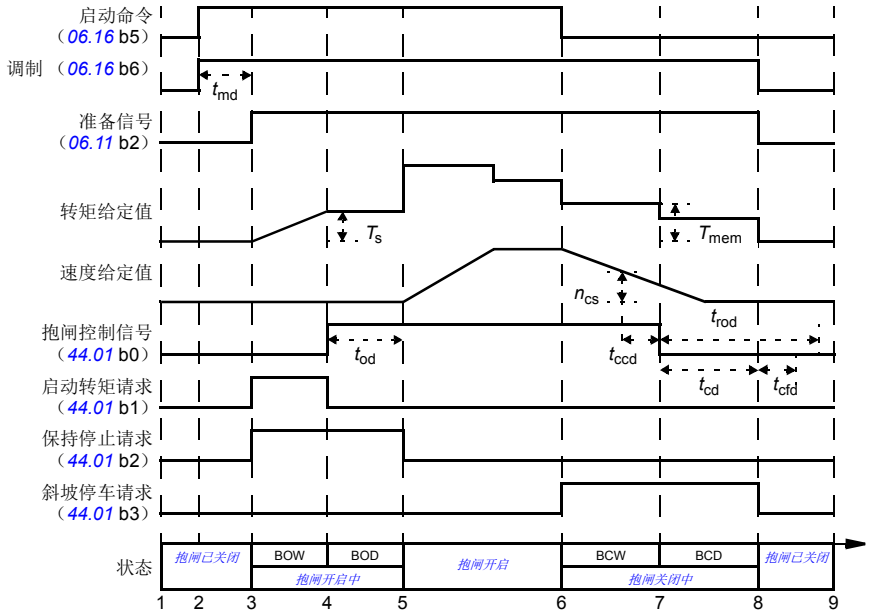 启动命令
（06.16 b5）
调制 （06.16 b6）
tmd
准备信号
（06.11 b2）
转矩给定值
Ts
Tmem
速度给定值
ncs
trod
抱闸控制信号
（44.01 b0）
tod
tccd
tcd
tcfd
启动转矩请求
（44.01 b1）
保持停止请求
（44.01 b2）
斜坡停车请求
（44.01 b3）
状态
抱闸已关闭
BOW
BOD
抱闸开启中
抱闸开启
BCW
BCD
抱闸关闭中
抱闸已关闭
1 2 3 4 5 6 7 8 9